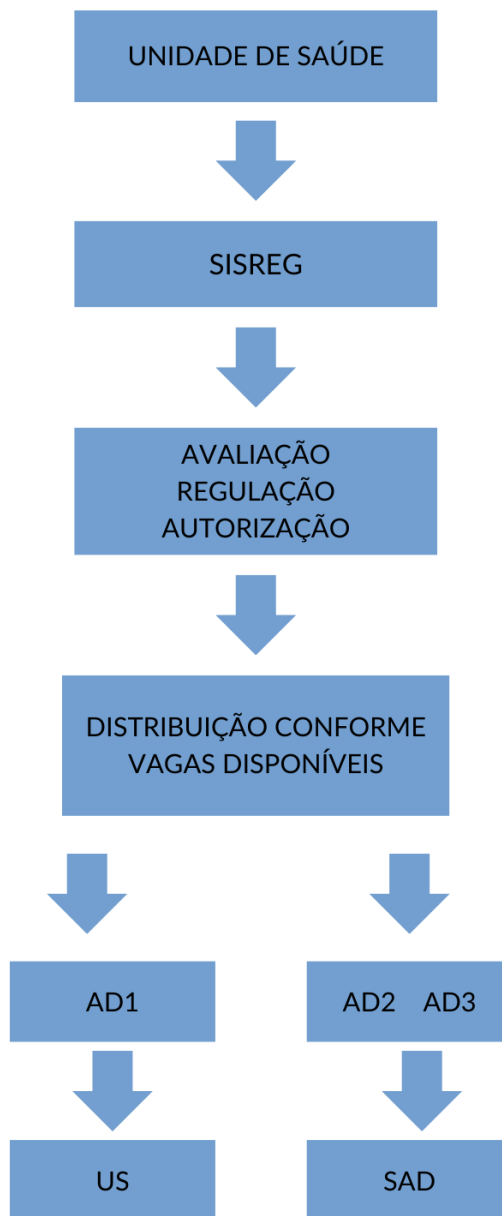 UNIDADE DE SAÚDE
SISREG
AVALIAÇÃO
REGULAÇÃO
AUTORIZAÇÃO
DISTRIBUIÇÃO CONFORME
VAGAS DISPONÍVEIS
AD1
AD2 AD3
US
SAD